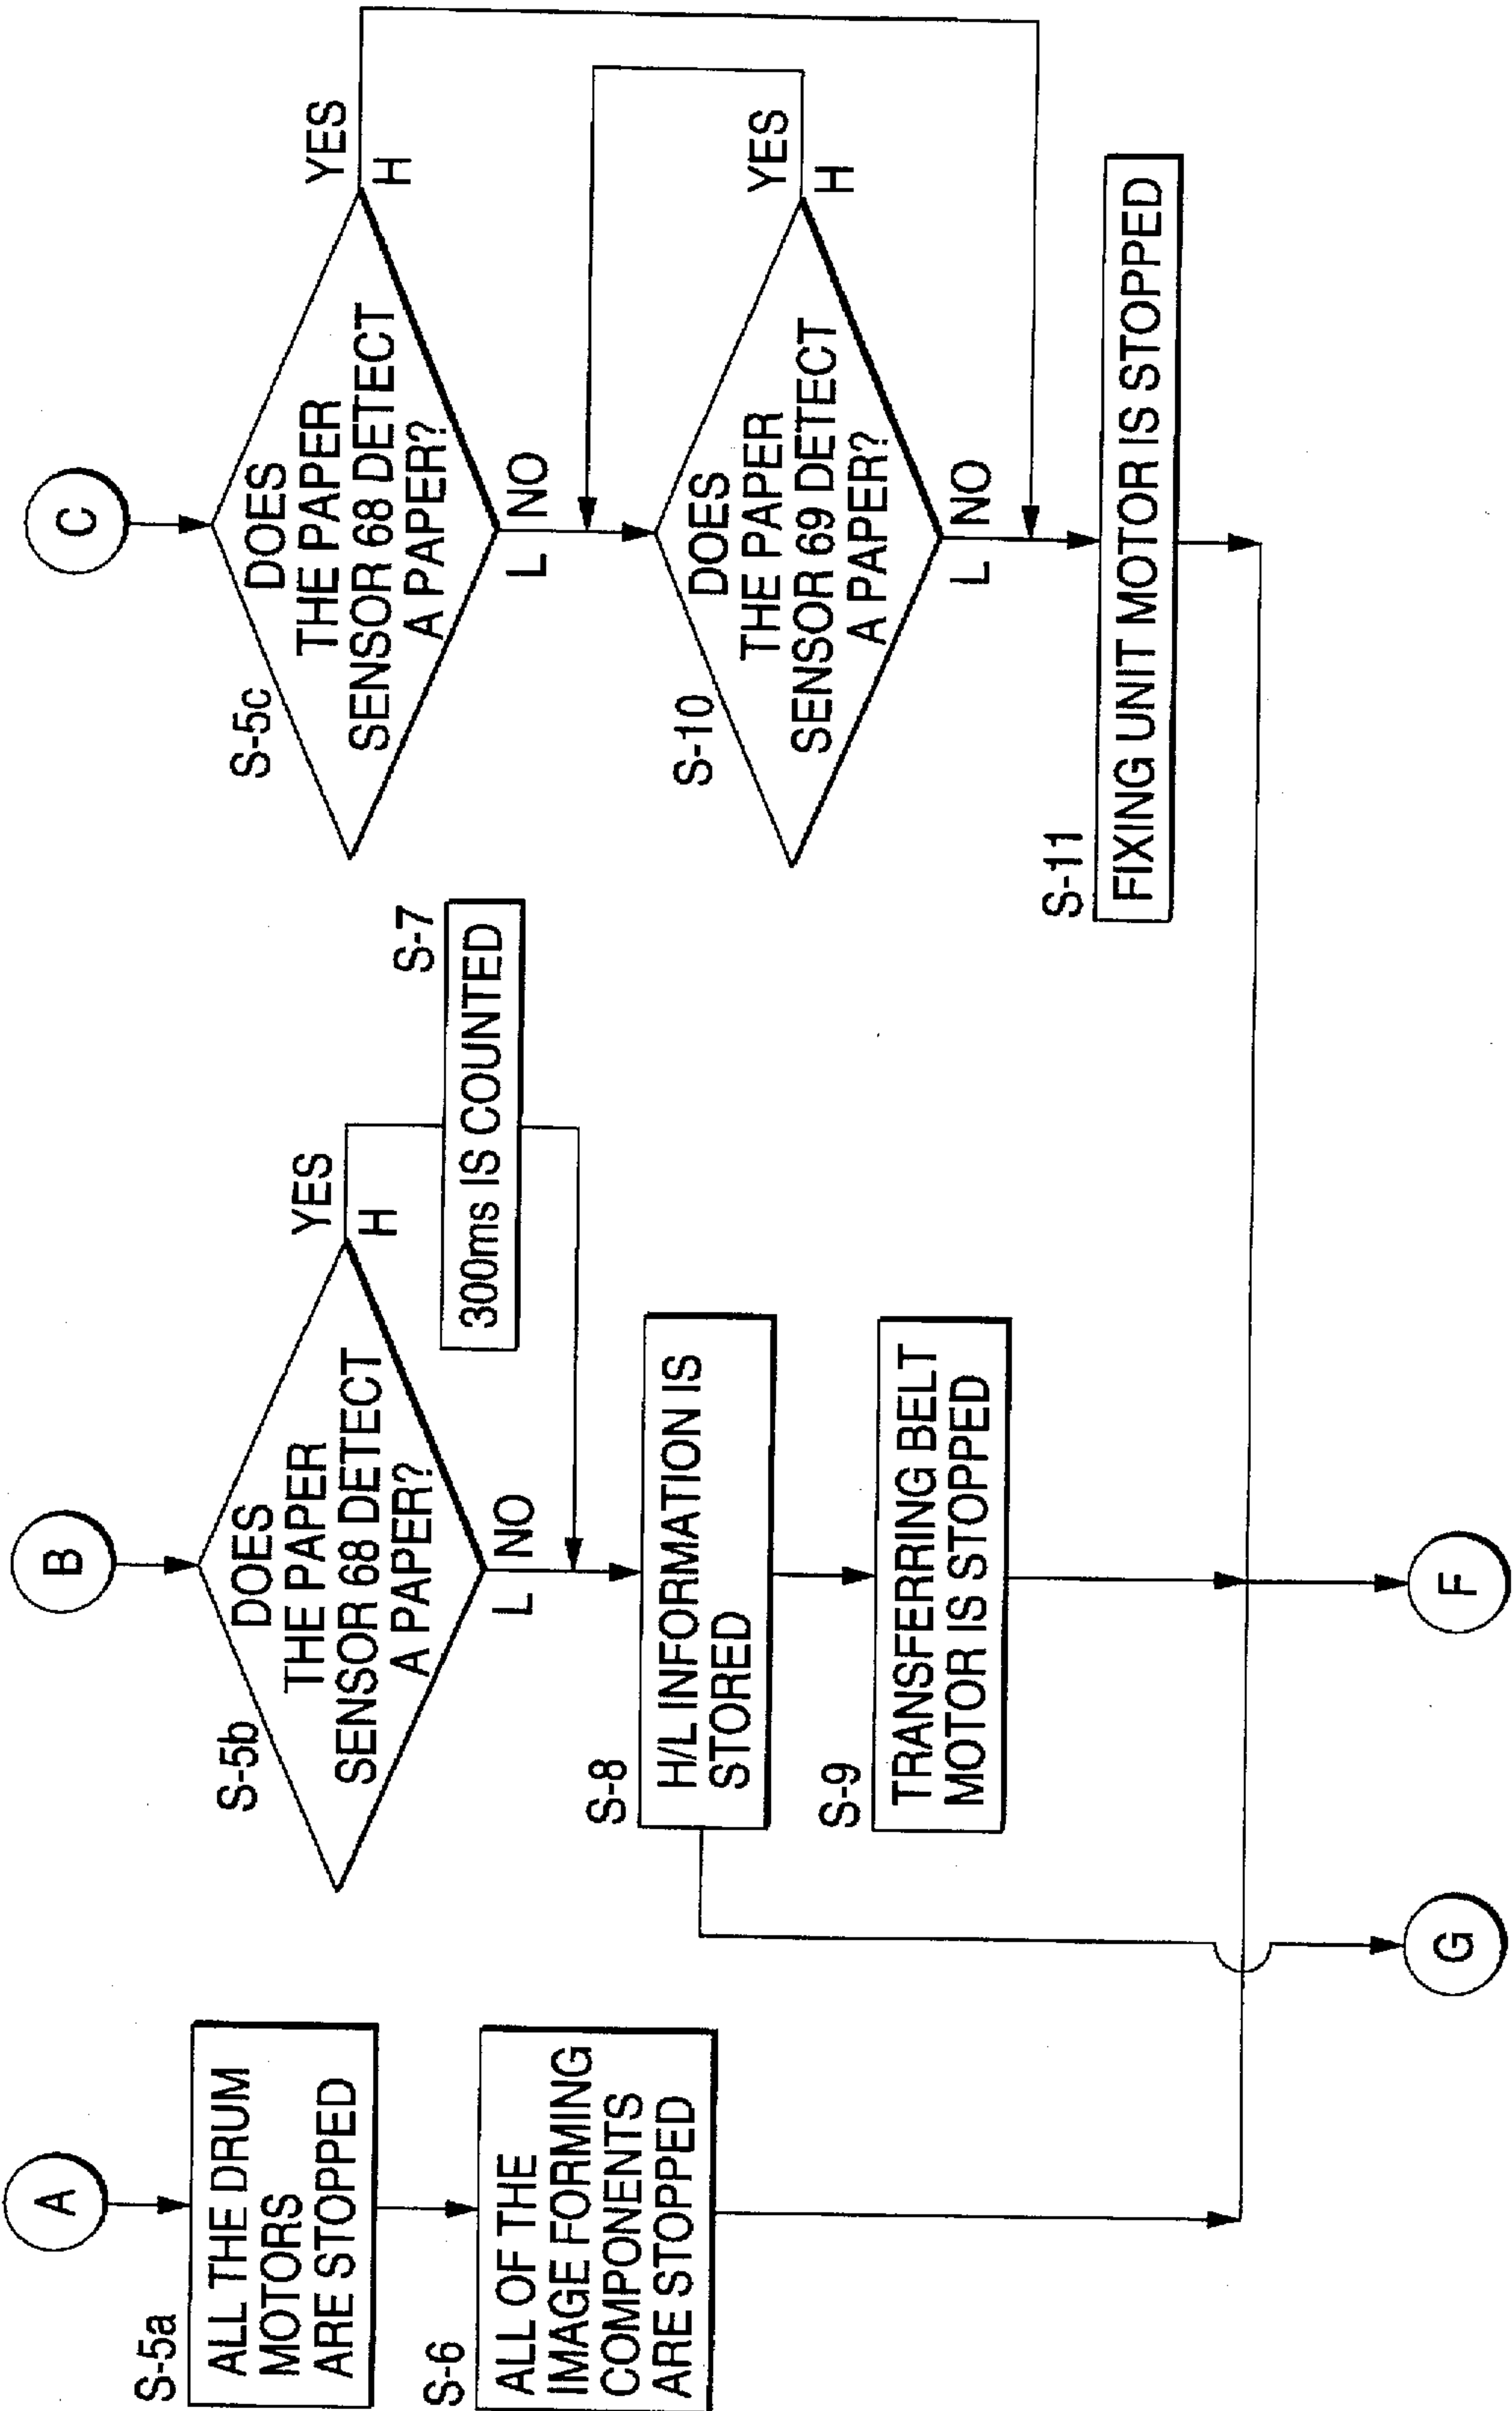 A
S-5a
ALL THE DRUM
MOTORS
ARE STOPPED
S-6
ALL OF THE
IMAGE FORMING
COMPONENTS
ARE STOPPED
B
S-5b
DOES
THE PAPER
SENSOR 68 DETECT
A PAPER?
YES
H
L NO
S-7
300ms IS COUNTED
S-8
H/L INFORMATION IS
STORED
S-9
TRANSFERRING BELT
MOTOR IS STOPPED
G
F
C
S-5c
DOES
THE PAPER
SENSOR 68 DETECT
A PAPER?
YES
H
L NO
S-10
DOES
THE PAPER
SENSOR 69 DETECT
A PAPER?
YES
H
L NO
S-11
FIXING UNIT MOTOR IS STOPPED